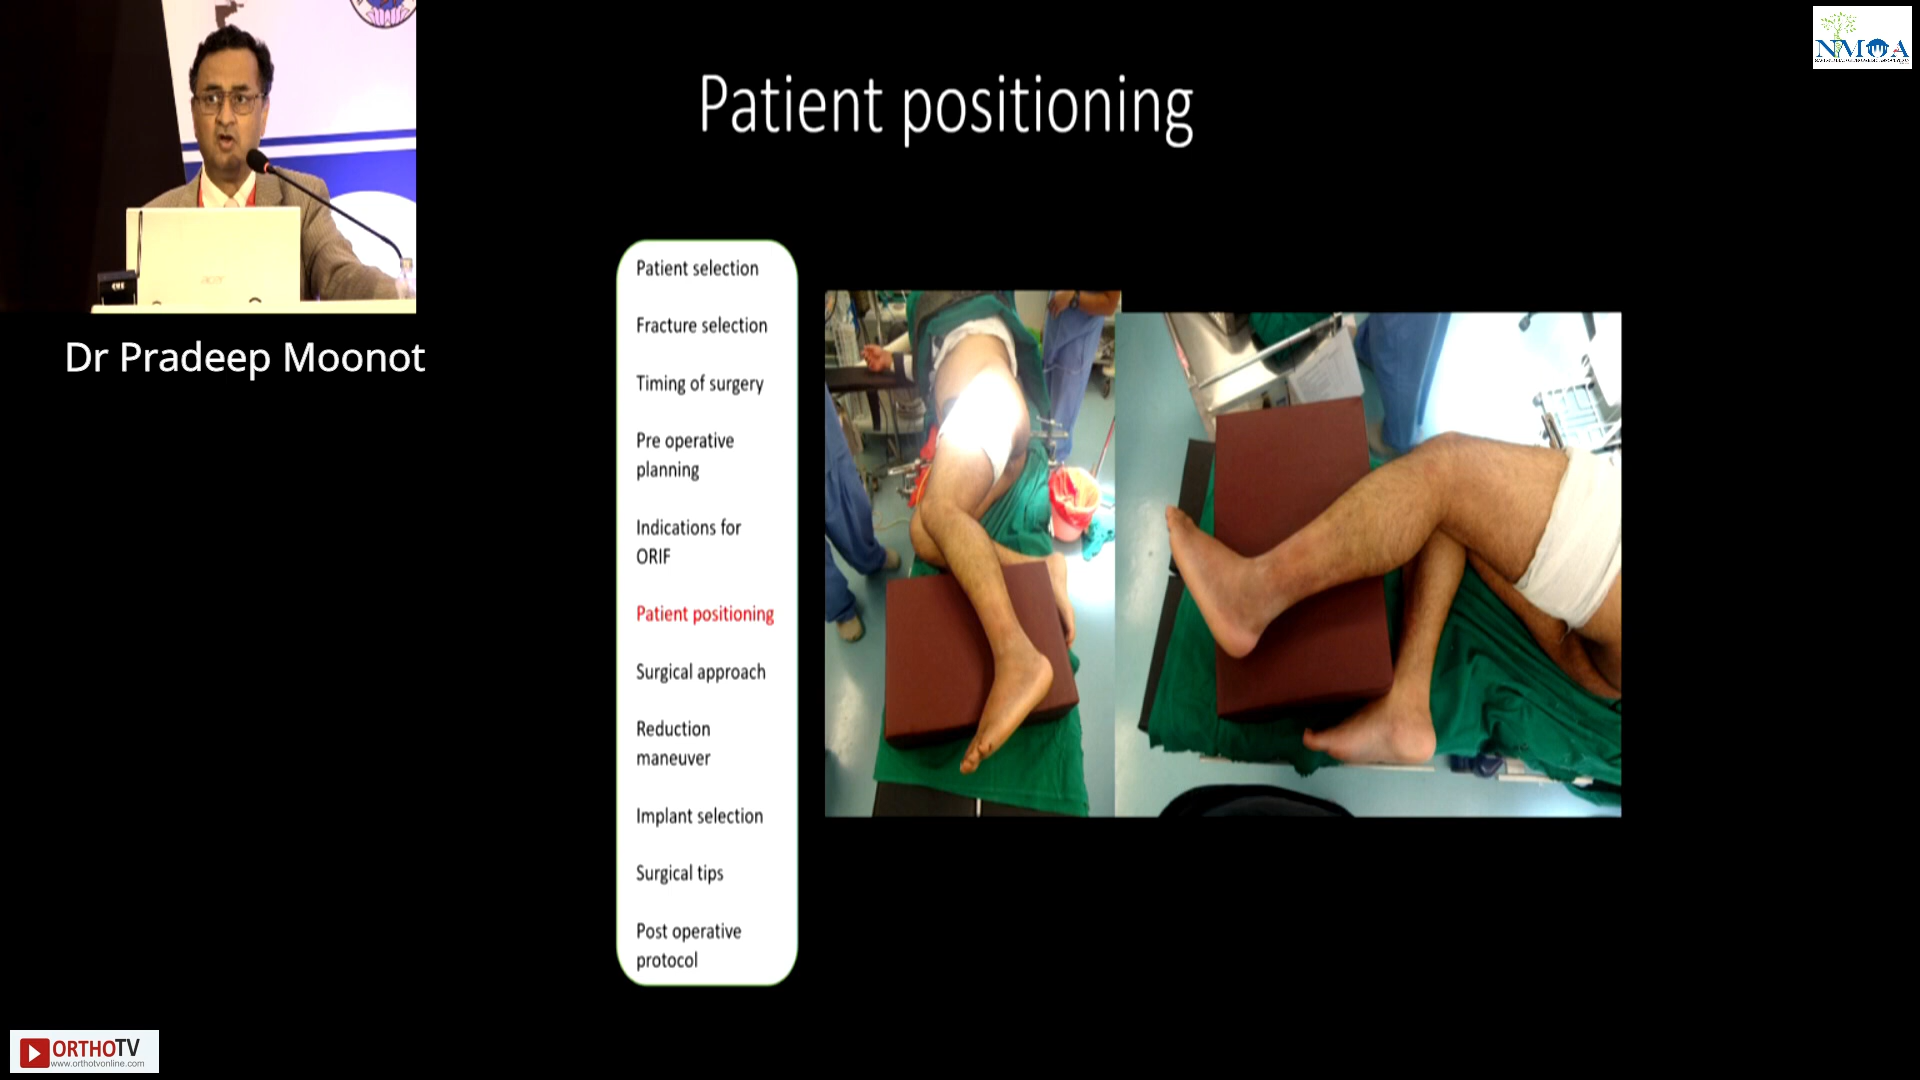 Patient positioning
NMOA
Dr Pradeep Moonot
Patient selection
Fracture selection
Timing of surgery
Pre operative
planning
Indications for
ORIF
Patient positioning
Surgical approach
Reduction
maneuver
Implant selection
Surgical tips
Post operative
protocol
ORTHOTV
www.orthotvonline.com